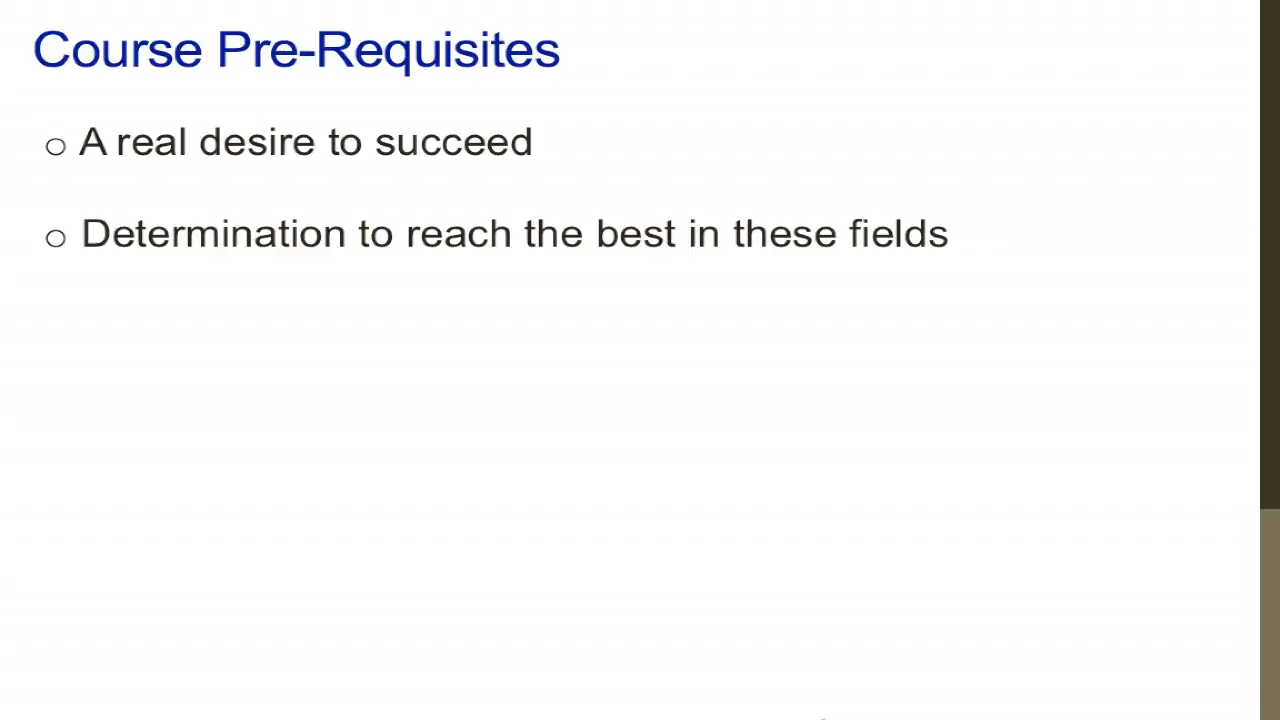 Course Pre-Requisites
o A real desire to succeed
o Determination to reach the best in these fields